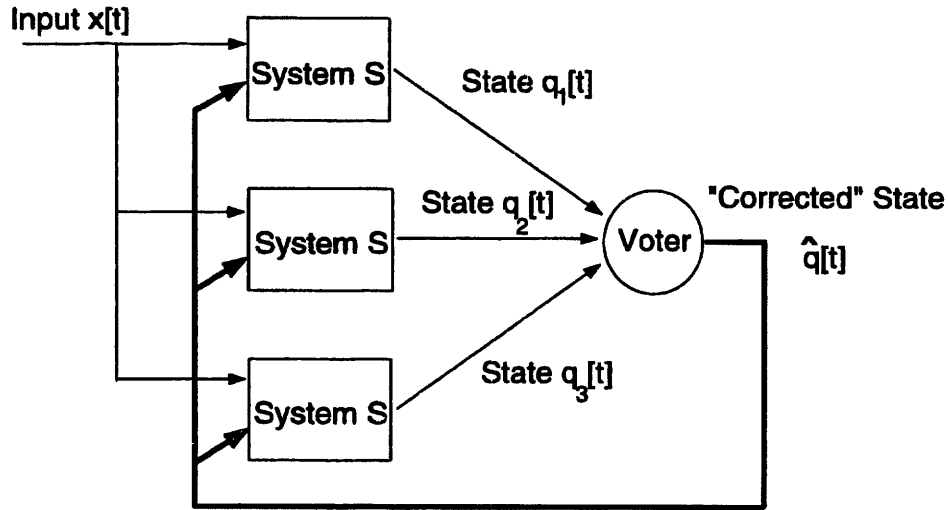 Input x[t]
System S
State q₁[t]
System S
State q₂[t]
Voter
"Corrected" State
q̂[t]
System S
State q₃[t]